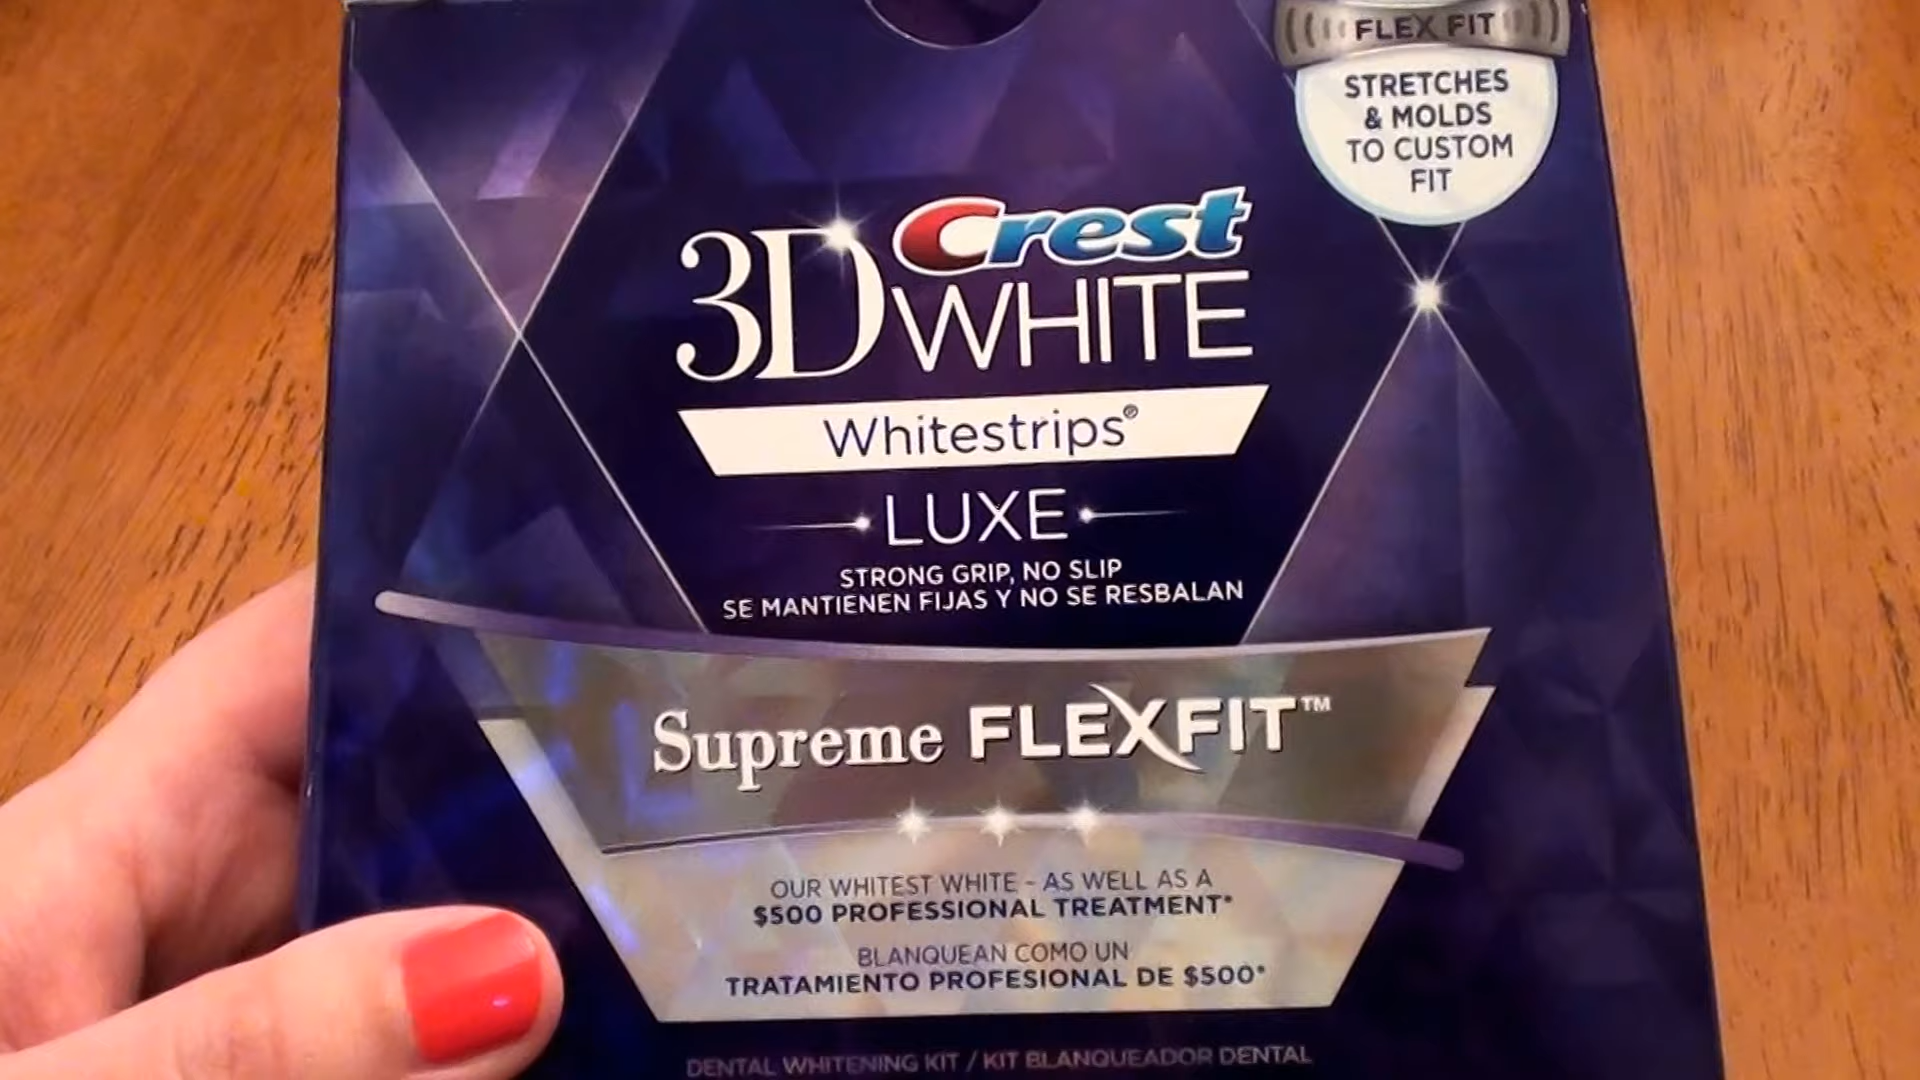 FLEX FIT
STRETCHES
& MOLDS
TO CUSTOM
FIT
Crest
3D WHITE
Whitestrips®
LUXE
STRONG GRIP, NO SLIP
SE MANTIENEN FIJAS Y NO SE RESBALAN
Supreme FLEXFIT™
OUR WHITEST WHITE - AS WELL AS A
$500 PROFESSIONAL TREATMENT*
BLANQUEAN COMO UN
TRATAMIENTO PROFESIONAL DE $500*
DENTAL WHITENING KIT / KIT BLANQUEADOR DENTAL